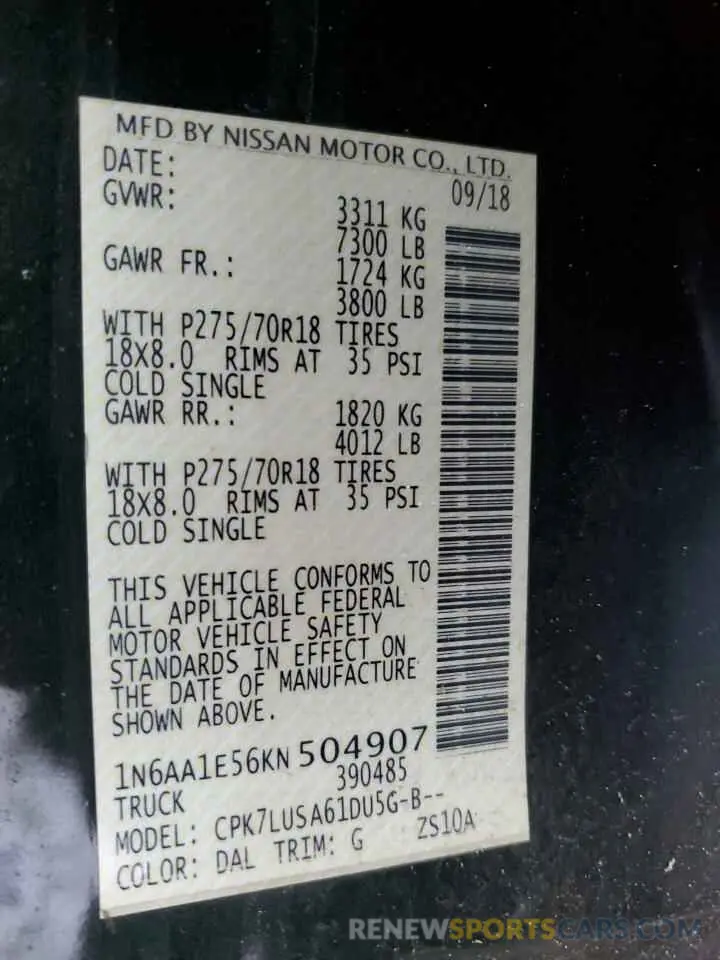 MFD BY NISSAN MOTOR CO., LTD.
DATE: 09/18
GVWR: 3311 KG
7300 LB
GAWR FR.: 1724 KG
3800 LB
WITH P275/70R18 TIRES
18X8.0 RIMS AT 35 PSI
COLD SINGLE
GAWR RR.: 1820 KG
4012 LB
WITH P275/70R18 TIRES
18X8.0 RIMS AT 35 PSI
COLD SINGLE
THIS VEHICLE CONFORMS TO
ALL APPLICABLE FEDERAL
MOTOR VEHICLE SAFETY
STANDARDS IN EFFECT ON
THE DATE OF MANUFACTURE
SHOWN ABOVE.
1N6AA1E56KN504907
TRUCK 390485
MODEL: CPK7LUSA61DU5G-B--
COLOR: DAL TRIM: G ZS10A
RENEWSPORTSCARS.COM